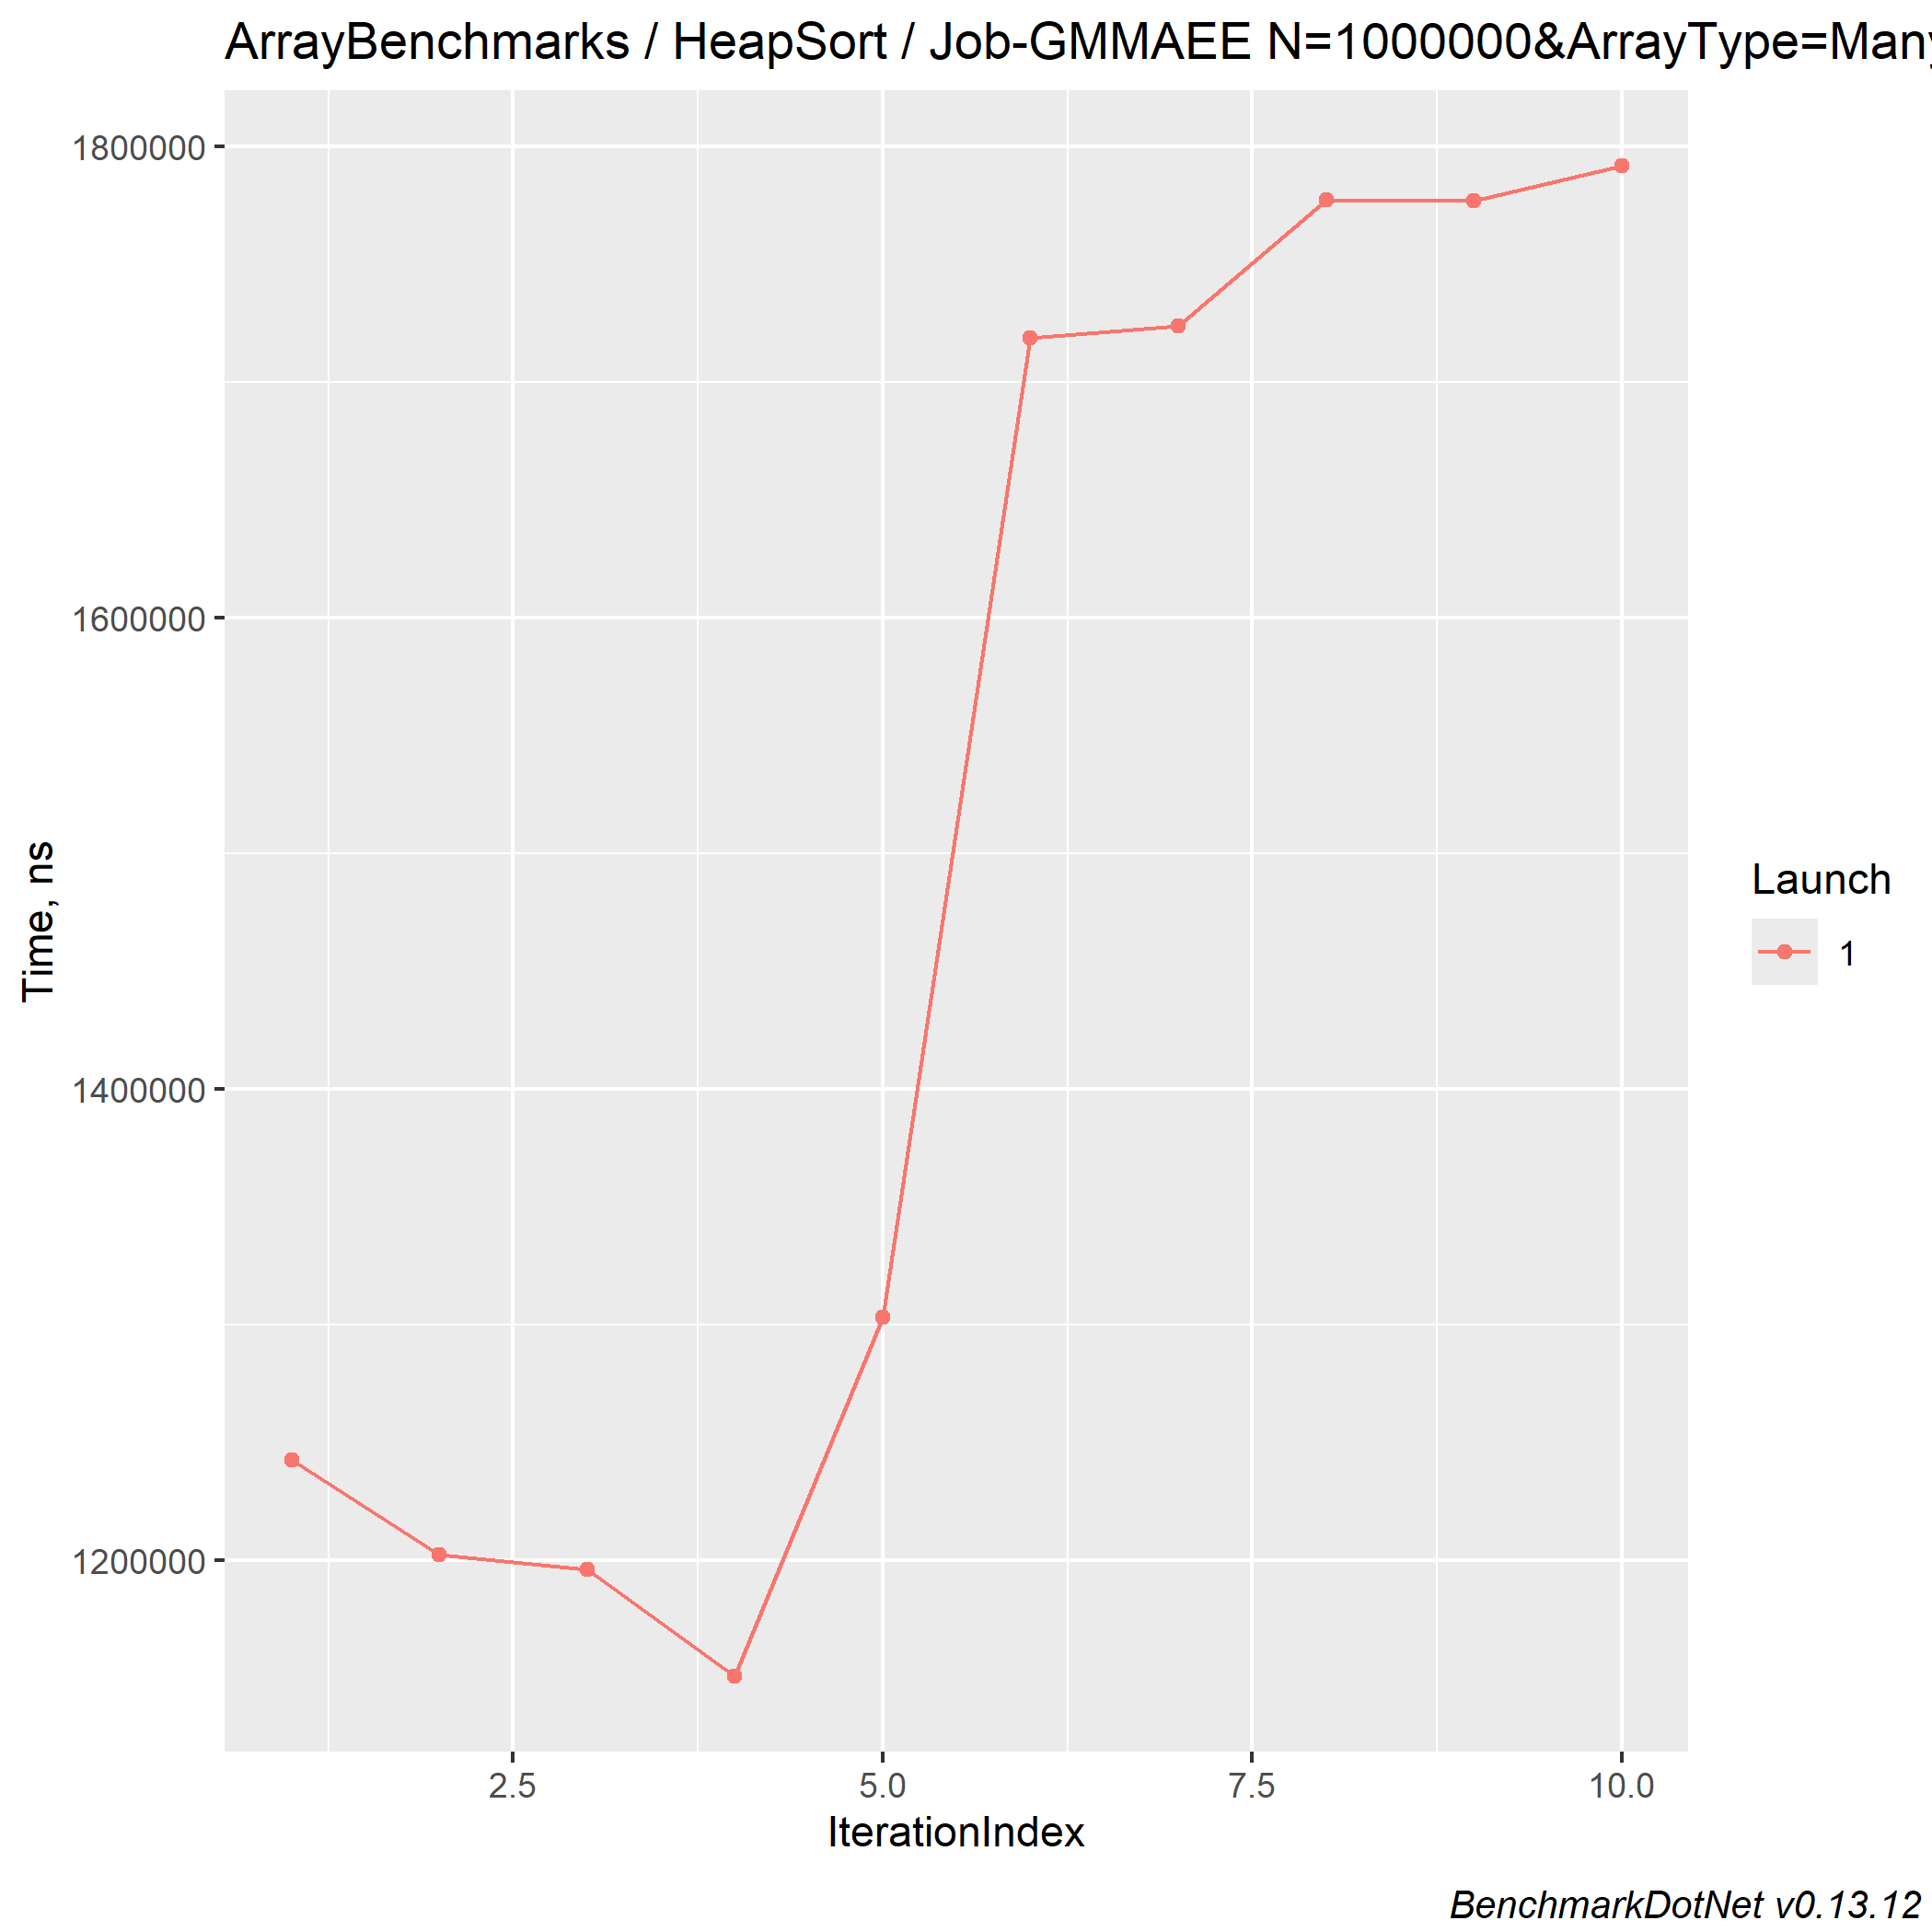 ArrayBenchmarks / HeapSort / Job-GMMAEE N=1000000&ArrayType=Many
1800000
1600000
1400000
1200000
Time, ns
2.5 5.0 7.5 10.0
IterationIndex
Launch
1
BenchmarkDotNet v0.13.12